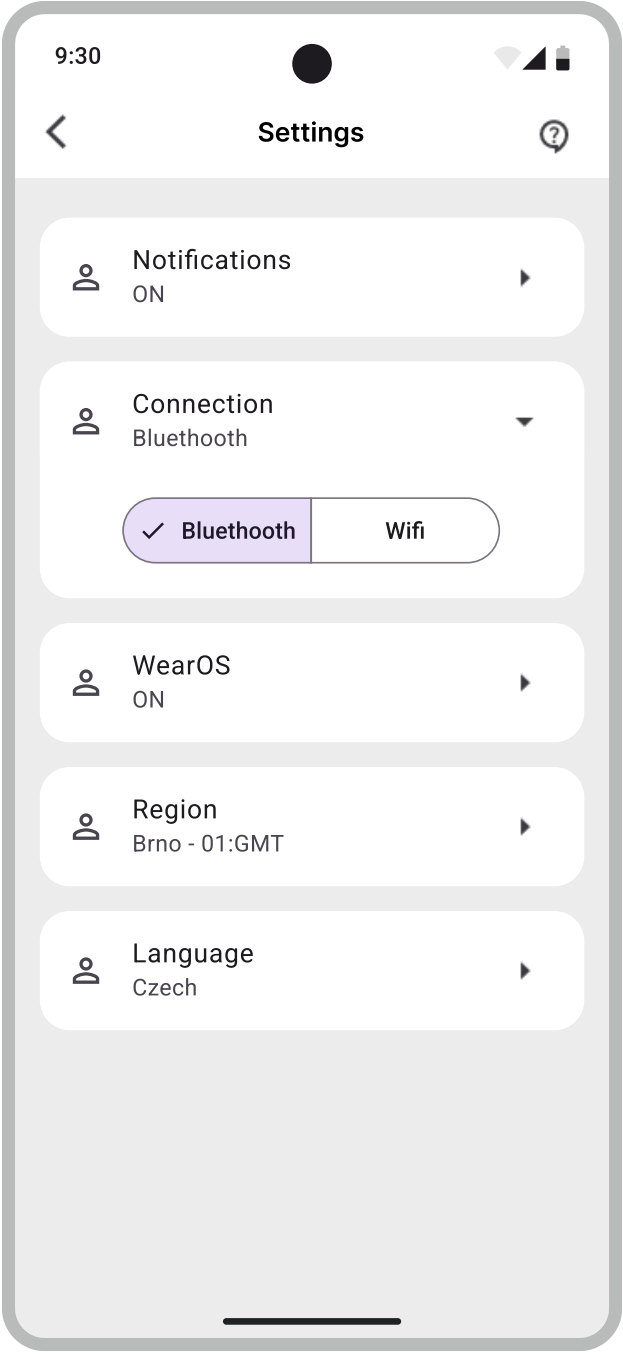 9:30
Settings
Notifications
ON
Connection
Bluethooth
Bluethooth
Wifi
WearOS
ON
Region
Brno - 01:GMT
Language
Czech